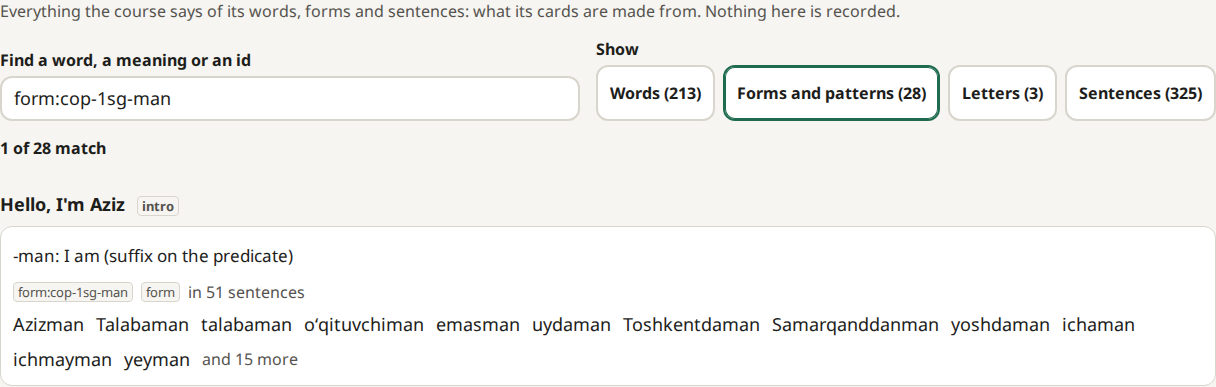 Everything the course says of its words, forms and sentences: what its cards are made from. Nothing here is recorded.
Find a word, a meaning or an id
form:cop-1sg-man
Show
Words (213) Forms and patterns (28) Letters (3) Sentences (325)
1 of 28 match
Hello, I'm Aziz intro
-man: I am (suffix on the predicate)
form:cop-1sg-man form in 51 sentences
Azizman Talabaman talabaman oʻqituvchiman emasman uydaman Toshkentdaman Samarqanddanman yoshdaman ichaman
ichmayman yeyman and 15 more